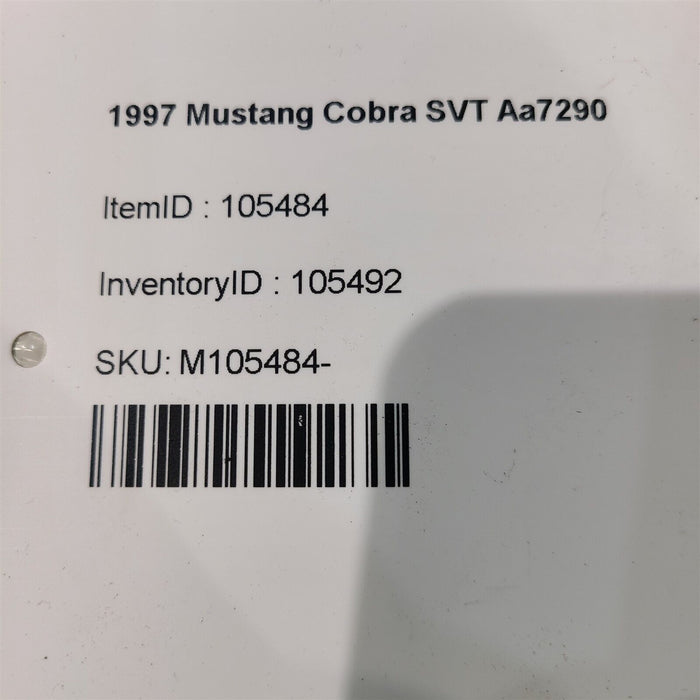 1997 Mustang Cobra SVT Aa7290
ItemID : 105484
InventoryID : 105492
SKU: M105484-